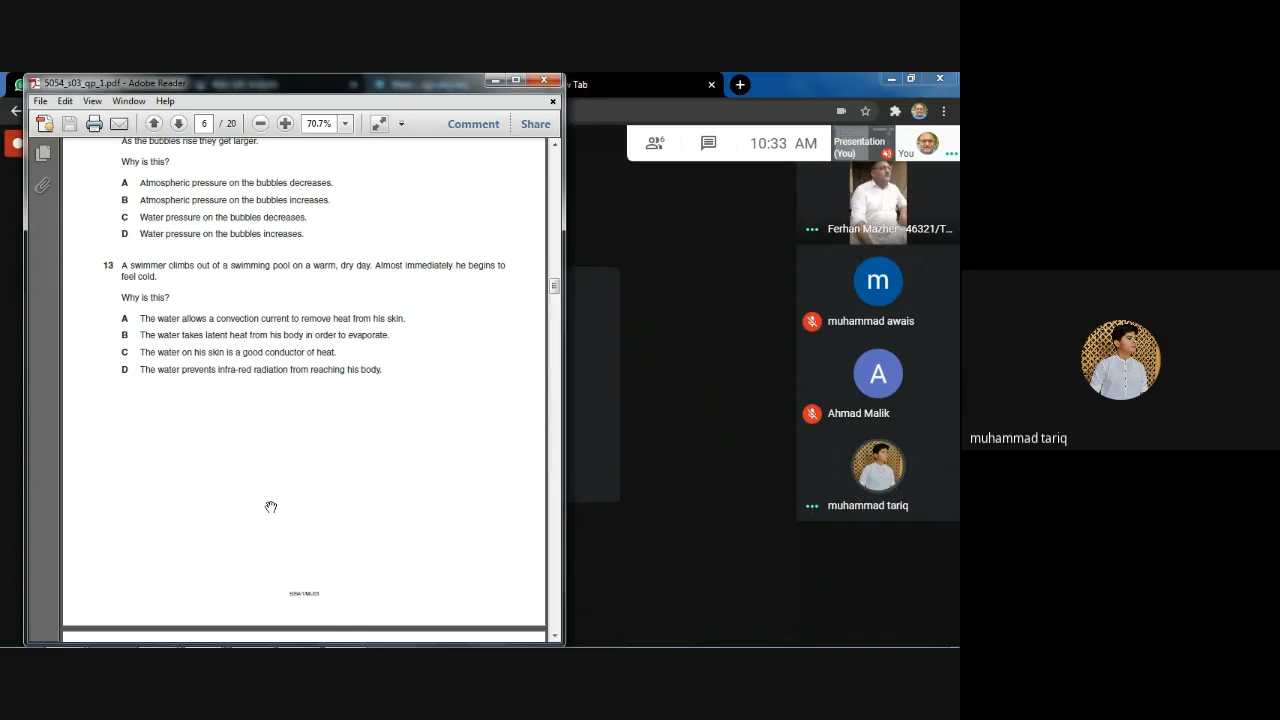 5054_s03_qp_1.pdf - Adobe Reader
Tab
File Edit View Window Help
6 / 20 70.7% Comment Share
6
10:33 AM
Presentation (You)
You
As the bubbles rise they get larger.
Why is this?
A Atmospheric pressure on the bubbles decreases.
B Atmospheric pressure on the bubbles increases.
C Water pressure on the bubbles decreases.
D Water pressure on the bubbles increases.
13 A swimmer climbs out of a swimming pool on a warm, dry day. Almost immediately he begins to
feel cold.
Why is this?
A The water allows a convection current to remove heat from his skin.
B The water takes latent heat from his body in order to evaporate.
C The water on his skin is a good conductor of heat.
D The water prevents infra-red radiation from reaching his body.
5054/1/M/J/03
Ferhan Mazher- 46321/T...
m
muhammad awais
A
Ahmad Malik
muhammad tariq
muhammad tariq